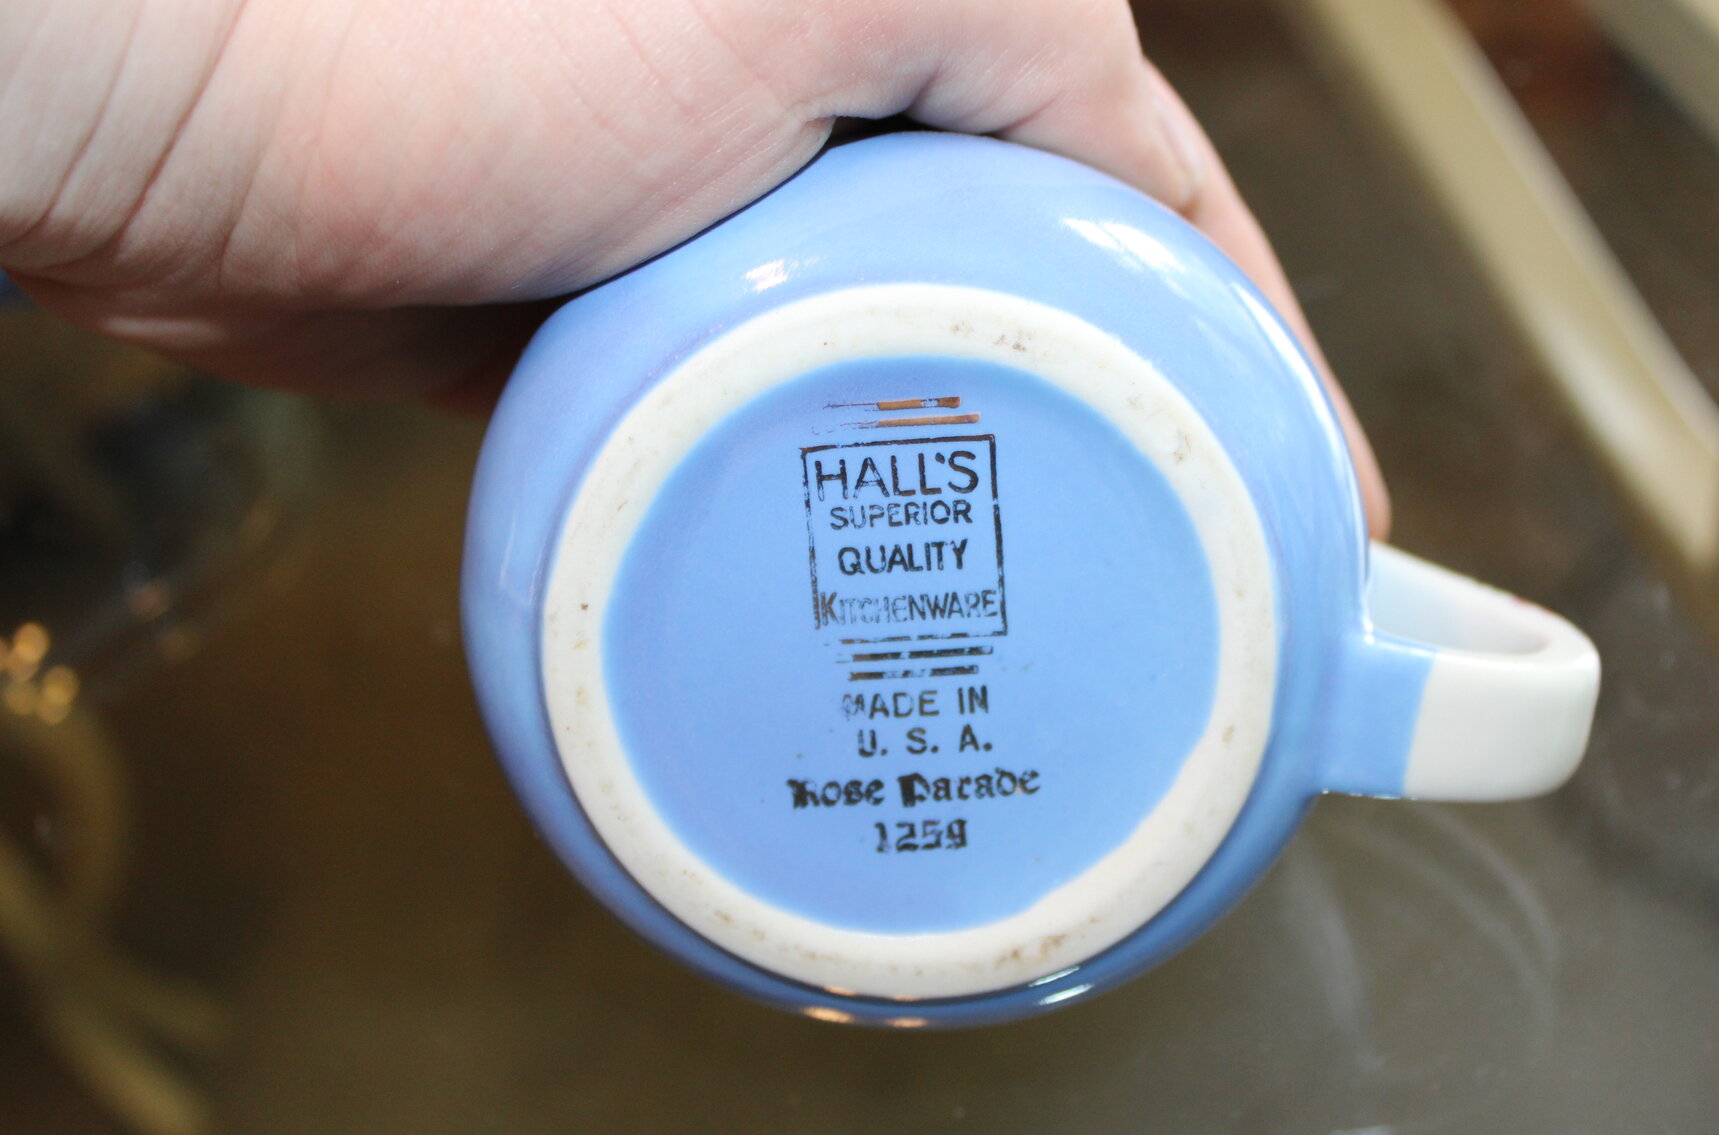 HALL'S
SUPERIOR
QUALITY
KITCHENWARE
MADE IN
U. S. A.
Rose Parade
1259